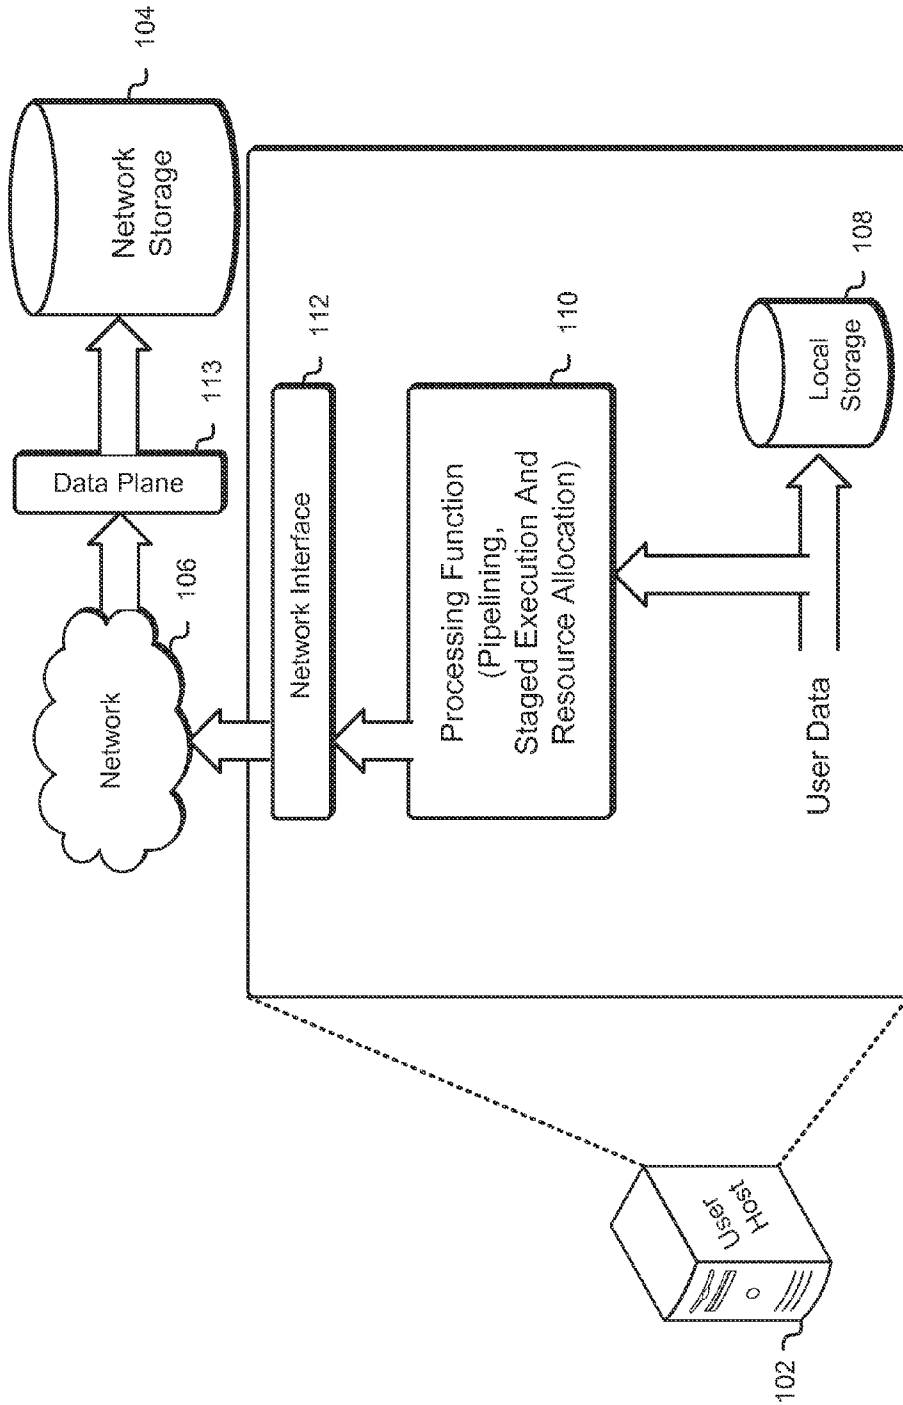 104
Network
Storage
113
Data Plane
106
Network
112
Network Interface
110
Processing Function
(Pipelining,
Staged Execution And
Resource Allocation)
108
Local
Storage
User Data
User
Host
102